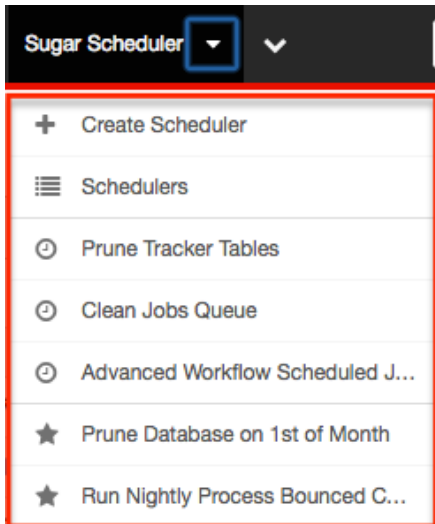 Sugar Scheduler
Create Scheduler
Schedulers
Prune Tracker Tables
Clean Jobs Queue
Advanced Workflow Scheduled J...
Prune Database on 1st of Month
Run Nightly Process Bounced C...